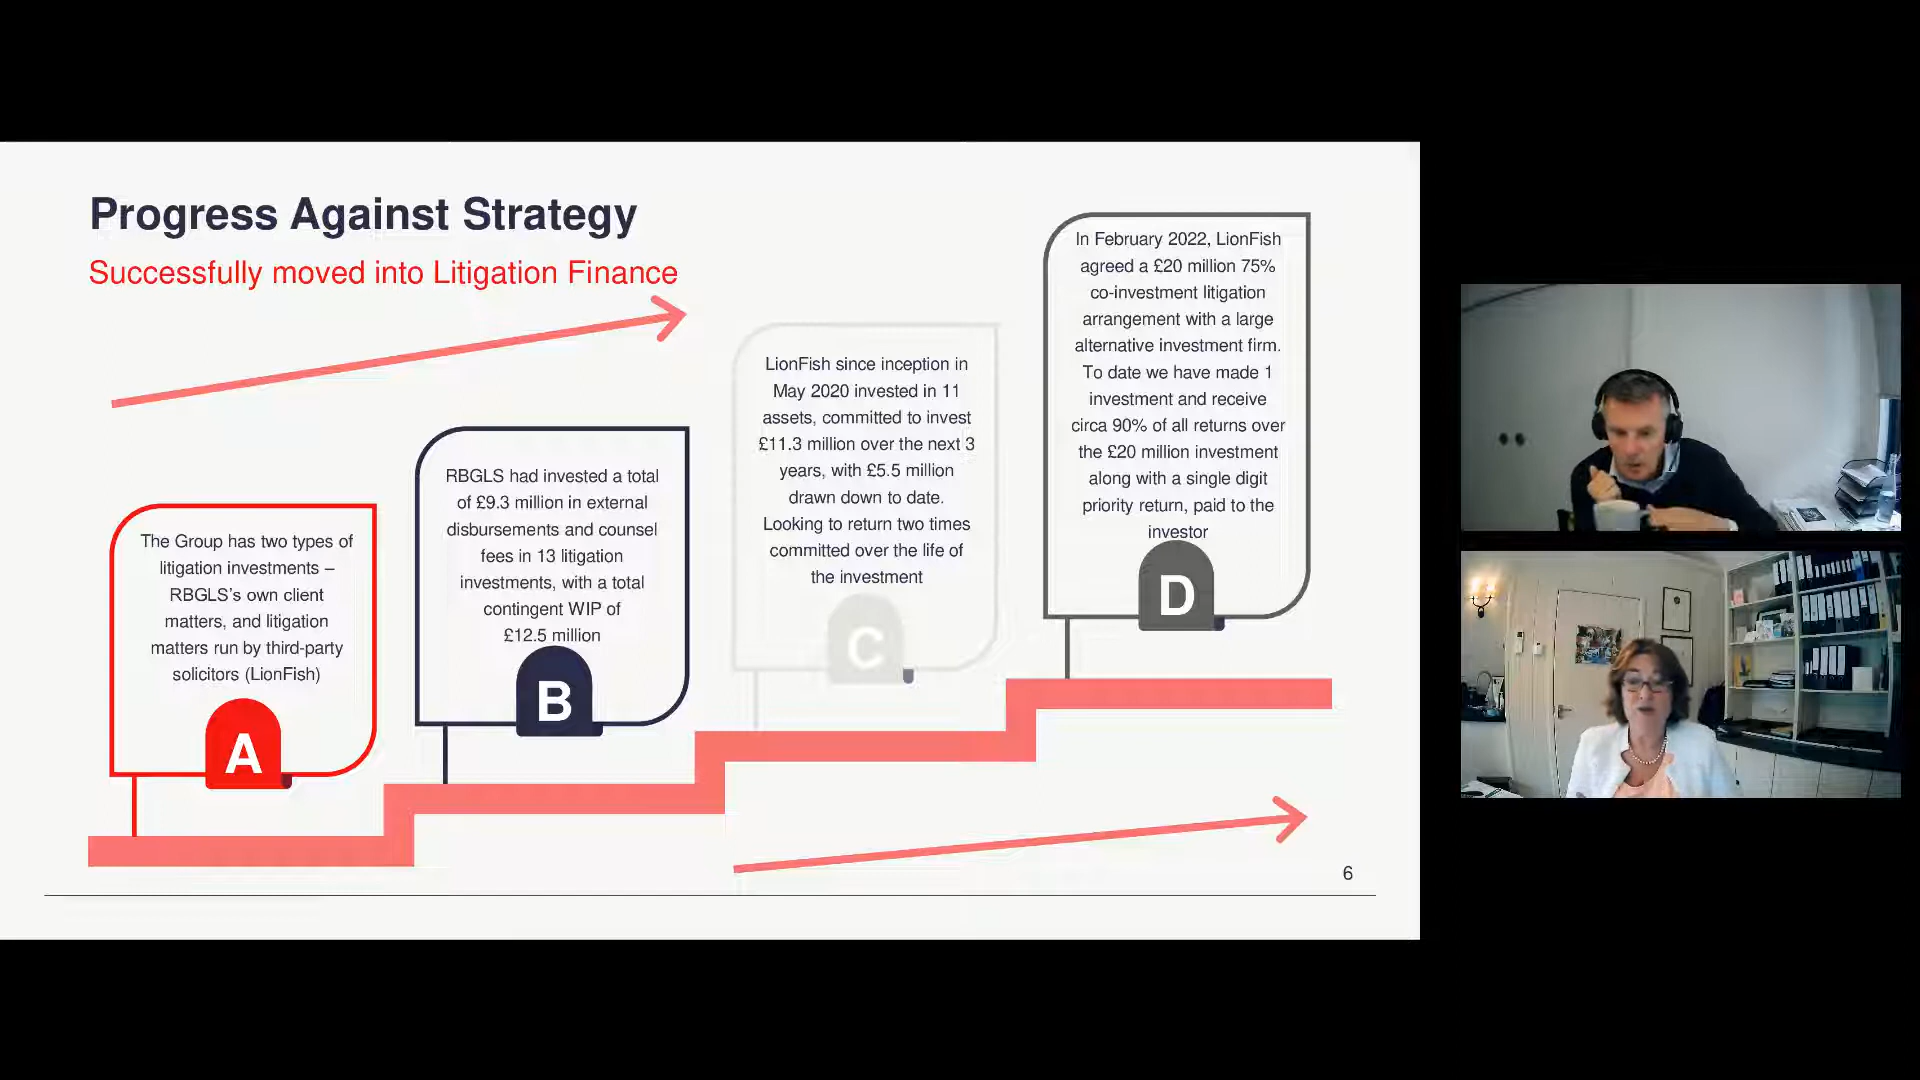 Progress Against Strategy
Successfully moved into Litigation Finance
The Group has two types of
litigation investments –
RBGLS's own client
matters, and litigation
matters run by third-party
solicitors (LionFish)
A
RBGLS had invested a total
of £9.3 million in external
disbursements and counsel
fees in 13 litigation
investments, with a total
contingent WIP of
£12.5 million
B
LionFish since inception in
May 2020 invested in 11
assets, committed to invest
£11.3 million over the next 3
years, with £5.5 million
drawn down to date.
Looking to return two times
committed over the life of
the investment
C
In February 2022, LionFish
agreed a £20 million 75%
co-investment litigation
arrangement with a large
alternative investment firm.
To date we have made 1
investment and receive
circa 90% of all returns over
the £20 million investment
along with a single digit
priority return, paid to the
investor
D
6